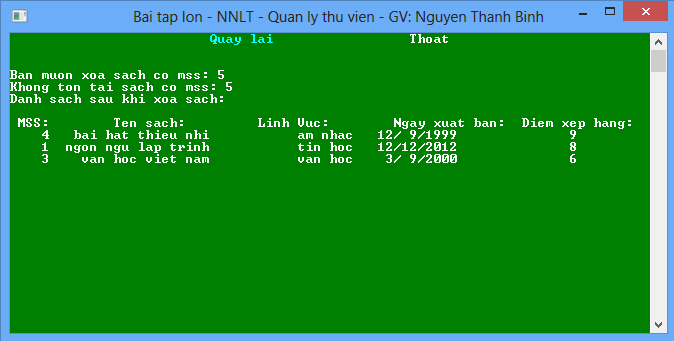 Bai tap lon - NNLT - Quan ly thu vien - GV: Nguyen Thanh Binh
Quay lai Thoat
Ban muon xoa sach co mss: 5
Khong ton tai sach co mss: 5
Danh sach sau khi xoa sach:
MSS: Ten sach: Linh Vuc: Ngay xuat ban: Diem xep hang:
4 bai hat thieu nhi am nhac 12/ 9/1999 9
1 ngon ngu lap trinh tin hoc 12/12/2012 8
3 van hoc viet nam van hoc 3/ 9/2000 6